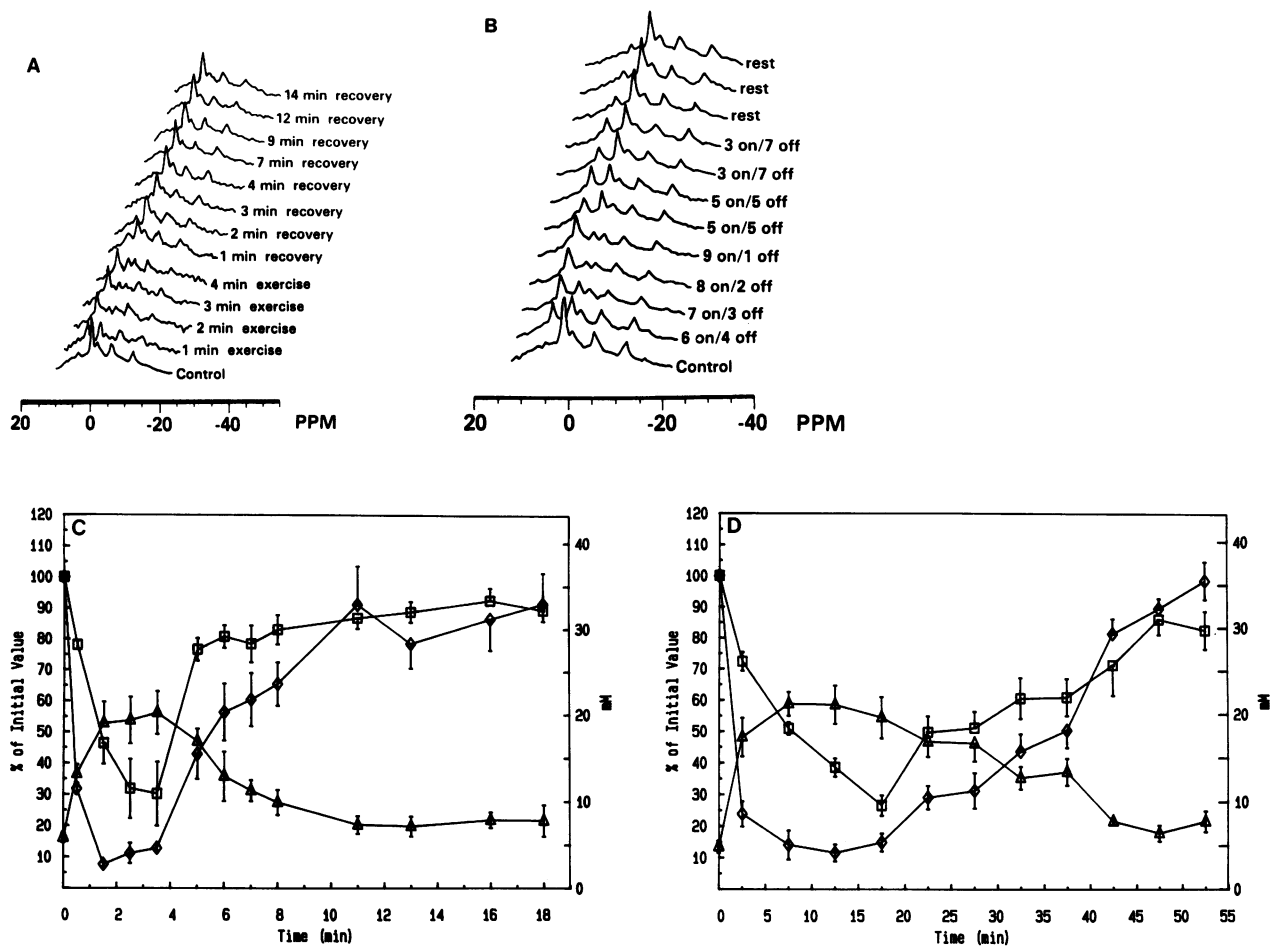 A
14 min recovery
12 min recovery
9 min recovery
7 min recovery
4 min recovery
3 min recovery
2 min recovery
1 min recovery
4 min exercise
3 min exercise
2 min exercise
1 min exercise
Control
20 0 -20 -40 PPM
B
rest
rest
rest
3 on/7 off
3 on/7 off
5 on/5 off
5 on/5 off
9 on/1 off
8 on/2 off
7 on/3 off
6 on/4 off
Control
20 0 -20 -40 PPM
C
% of Initial Value
120
110
100
90
80
70
60
50
40
30
20
10
40
30
20
10
0
mM
0 2 4 6 8 10 12 14 16 18
Time (min)
D
% of Initial Value
120
110
100
90
80
70
60
50
40
30
20
10
40
30
20
10
0
mM
0 5 10 15 20 25 30 35 40 45 50 55
Time (min)